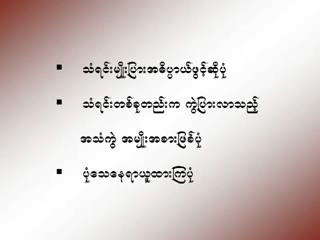 ▪ သံရင်းမျိုးပြားအဓိပ္ပာယ်ဖွင့်ဆိုပုံ
▪ သံရင်းတစ်ခုတည်းက ကွဲပြားလာသည့်
အသံကွဲ အမျိုးအစားဖြစ်ပုံ
▪ ပုံသေနေရာယူထားကြပုံ